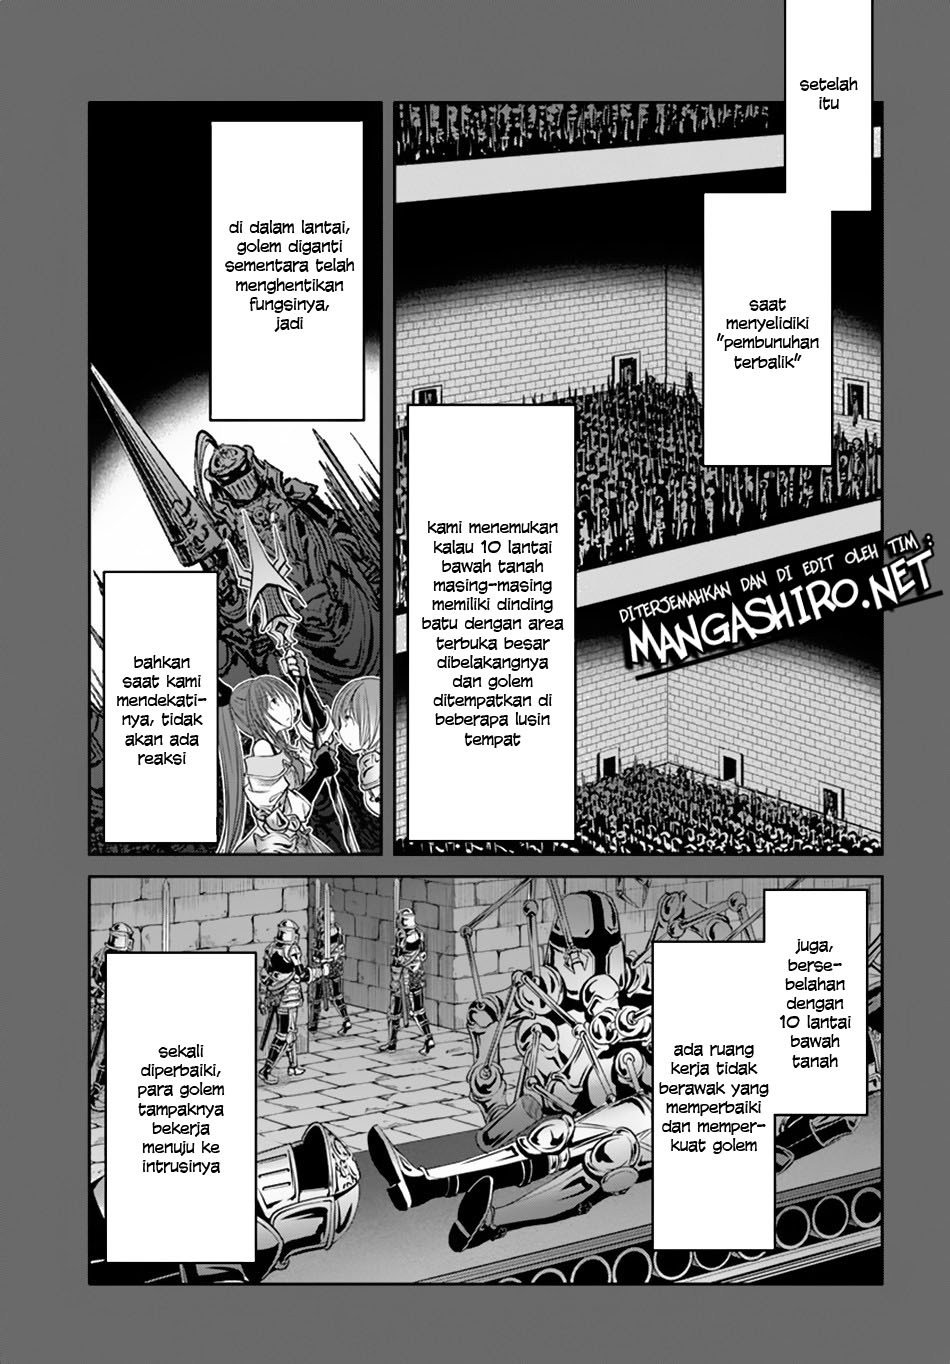 setelah
itu
saat
menyelidiki
"pembunuhan
terbalik"
kami menemukan
kalau 10 lantai
bawah tanah
masing-masing
memiliki dinding
batu dengan area
terbuka besar
dibelakangnya
dan golem
ditempatkan di
beberapa lusin
tempat
DITERJEMAHKAN DAN DI EDIT OLEH TIM :
MANGASHIRO.NET
di dalam lantai,
golem diganti
sementara telah
menghentikan
fungsinya,
jadi
bahkan
saat kami
mendekati-
nya, tidak
akan ada
reaksi
juga,
berse-
belahan
dengan
10 lantai
bawah
tanah
ada ruang
kerja tidak
berawak yang
memperbaiki
dan memper-
kuat golem
sekali
diperbaiki,
para golem
tampaknya
bekerja
menuju ke
intrusinya